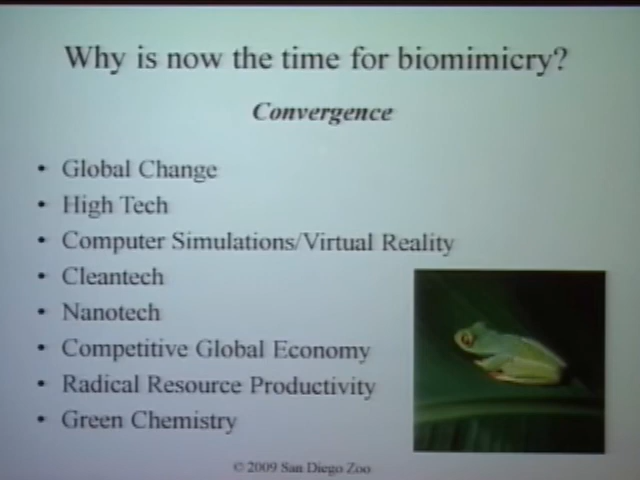 Why is now the time for biomimicry?
Convergence
• Global Change
• High Tech
• Computer Simulations/Virtual Reality
• Cleantech
• Nanotech
• Competitive Global Economy
• Radical Resource Productivity
• Green Chemistry
© 2009 San Diego Zoo